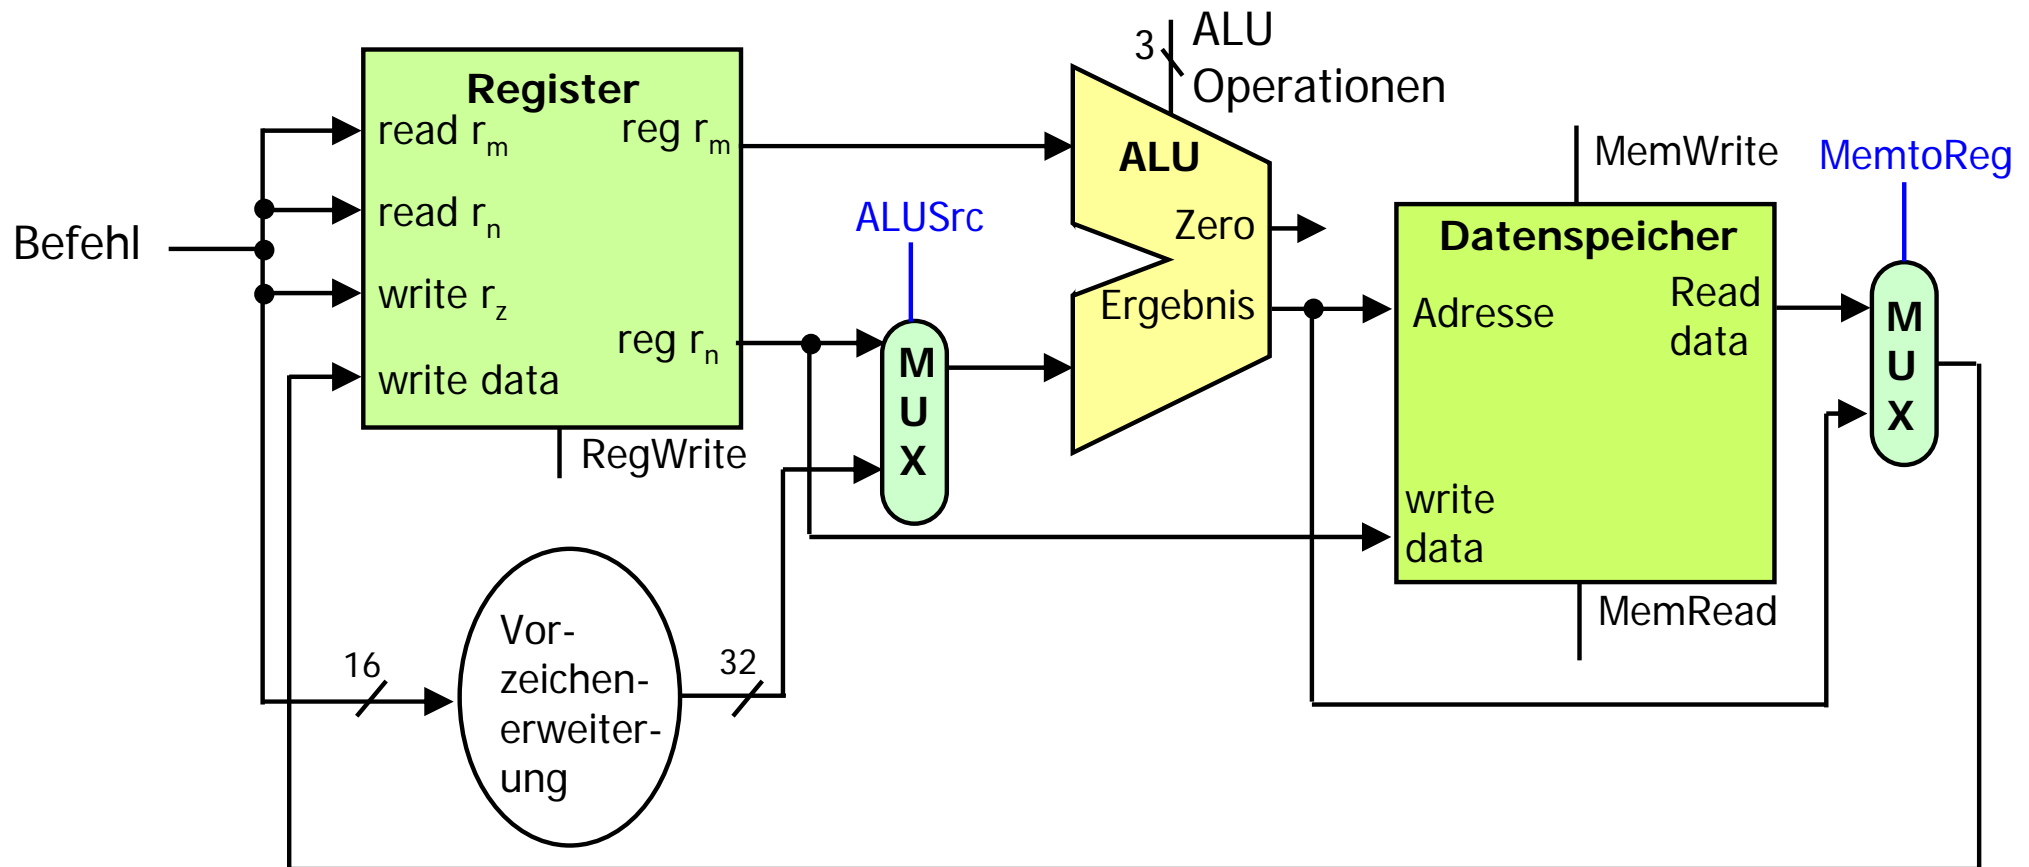 Befehl
Register
read rm
read rn
write rz
write data
reg rm
reg rn
RegWrite
16
Vor-
zeichen-
erweiter-
ung
32
ALUSrc
M
U
X
3
ALU
Operationen
ALU
Zero
Ergebnis
MemWrite
Datenspeicher
Adresse
Read
data
write
data
MemRead
MemtoReg
M
U
X